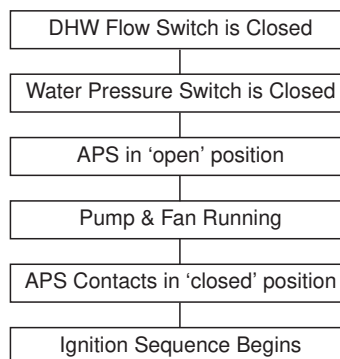 DHW Flow Switch is Closed
Water Pressure Switch is Closed
APS in ‘open’ position
Pump & Fan Running
APS Contacts in ‘closed’ position
Ignition Sequence Begins